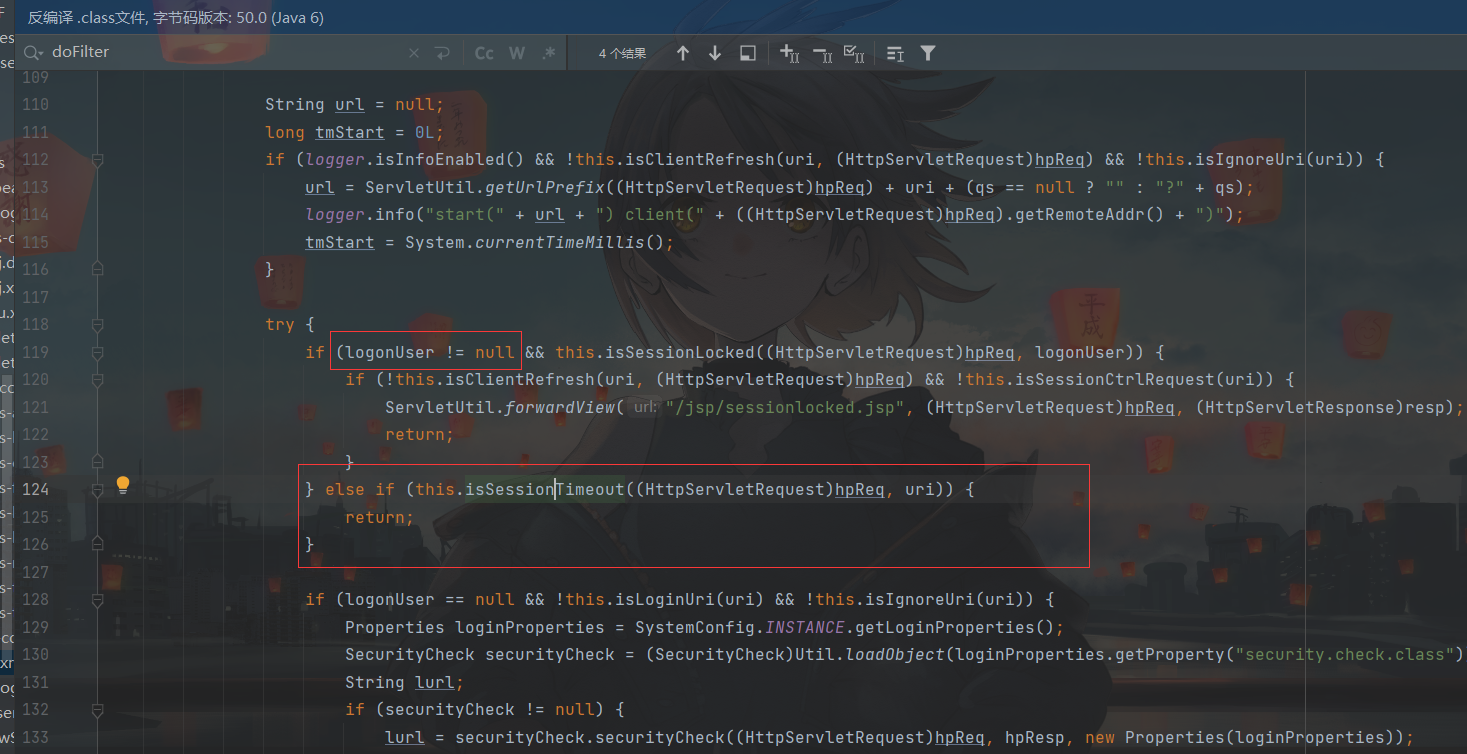 反编译 .class文件, 字节码版本: 50.0 (Java 6)
doFilter × Cc W .* 4 个结果
109
110 String url = null;
111 long tmStart = 0L;
112 if (logger.isInfoEnabled() && !this.isClientRefresh(uri, (HttpServletRequest)hpReq) && !this.isIgnoreUri(uri)) {
113 url = ServletUtil.getUrlPrefix((HttpServletRequest)hpReq) + uri + (qs == null ? "" : "?" + qs);
114 logger.info("start(" + url + ") client(" + ((HttpServletRequest)hpReq).getRemoteAddr() + ")");
115 tmStart = System.currentTimeMillis();
116 }
117
118 try {
119 if (logonUser != null && this.isSessionLocked((HttpServletRequest)hpReq, logonUser)) {
120 if (!this.isClientRefresh(uri, (HttpServletRequest)hpReq) && !this.isSessionCtrlRequest(uri)) {
121 ServletUtil.forwardView( url: "/jsp/sessionlocked.jsp", (HttpServletRequest)hpReq, (HttpServletResponse)resp);
122 return;
123 }
124 } else if (this.isSessionTimeout((HttpServletRequest)hpReq, uri)) {
125 return;
126 }
127
128 if (logonUser == null && !this.isLoginUri(uri) && !this.isIgnoreUri(uri)) {
129 Properties loginProperties = SystemConfig.INSTANCE.getLoginProperties();
130 SecurityCheck securityCheck = (SecurityCheck)Util.loadObject(loginProperties.getProperty("security.check.class")
131 String lurl;
132 if (securityCheck != null) {
133 lurl = securityCheck.securityCheck((HttpServletRequest)hpReq, hpResp, new Properties(loginProperties));
平成